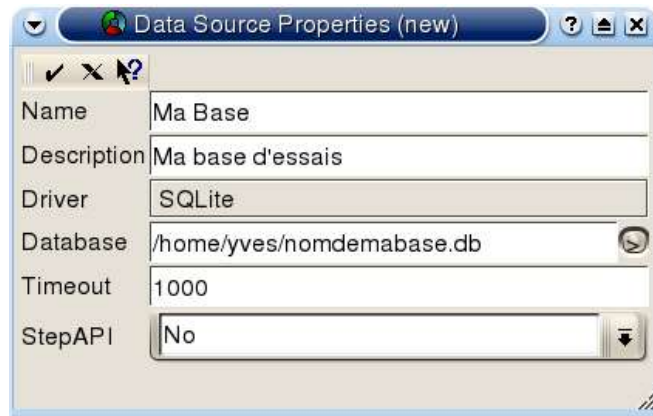 Data Source Properties (new)
Name Ma Base
Description Ma base d'essais
Driver SQLite
Database /home/yves/nomdemabase.db
Timeout 1000
StepAPI No